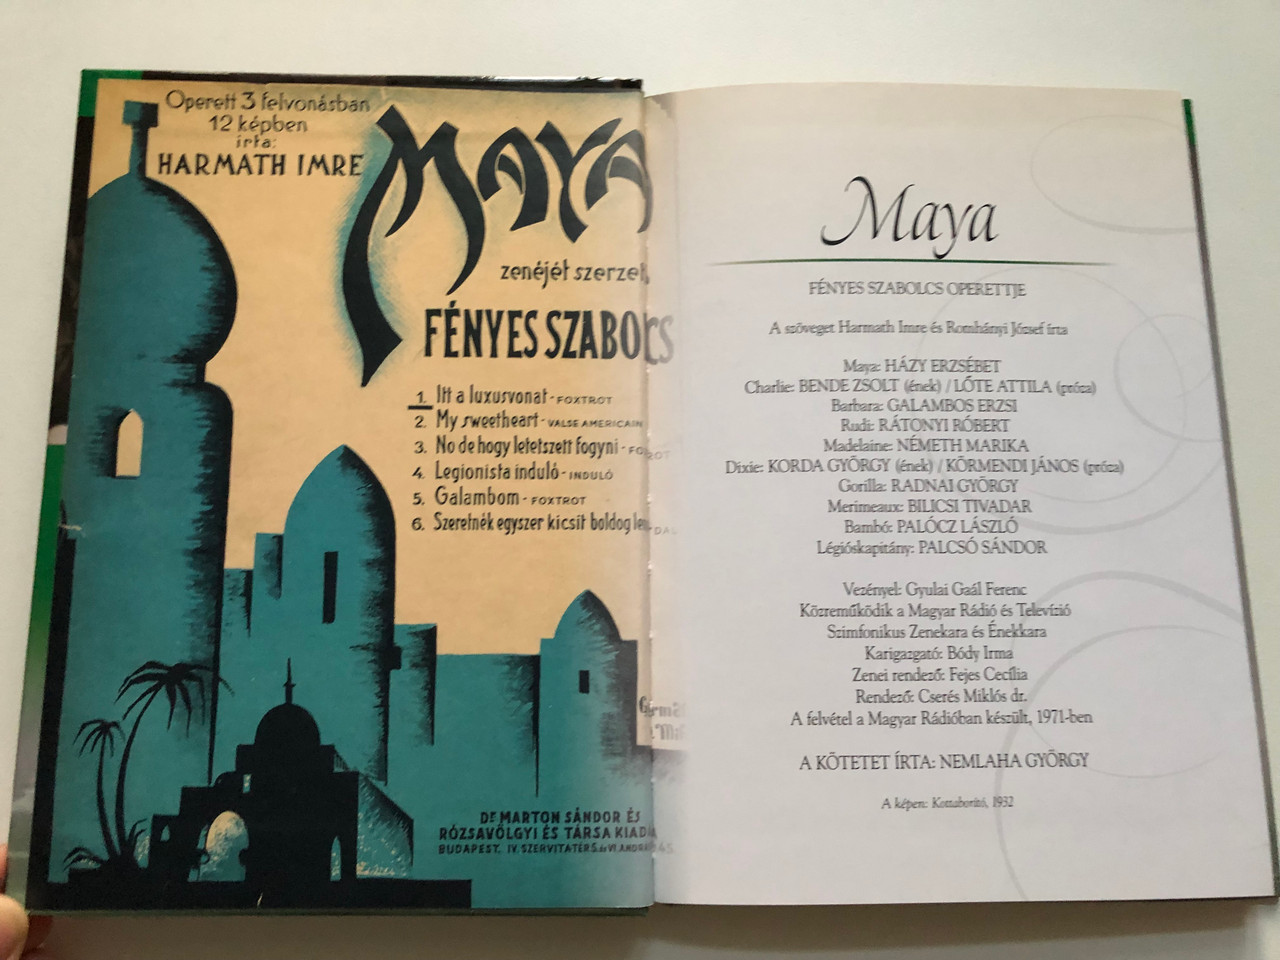 Operett 3 felvonásban
12 képben
írta:
HARMATH IMRE
MAYA
zenéjét
FÉNYES SZABOLCS
1. Itt a luxusvonat - FOXTROT
2. My sweetheart - VALSE AMERICAIN
3. No de hogy letetszett fogyni -
4. Legionista induló - INDULÓ
5. Galambom - FOXTROT
6. Szeretnék egyszer kicsit boldog
DR MARTON SÁNDOR ÉS
RÓZSAVÖLGYI ÉS TÁRSA
BUDAPEST, IV. SZERVITATÉR 5. és VI.
Maya
FÉNYES SZABOLCS OPERETTJE
A szöveget Harmath Imre és Romhányi József írta
Maya: HÁZY ERZSÉBET
Charlie: BENDE ZSOLT (ének) / LŐTE ATTILA (próza)
Barbara: GALAMBOS ERZSI
Rudi: RÁTONYI RÓBERT
Madelaine: NÉMETH MARIKA
Dixie: KORDA GYÖRGY (ének) / KÖRMENDI JÁNOS (próza)
Gorilla: RADNAI GYÖRGY
Merimeaux: BILICSI TIVADAR
Bambó: PALÓCZ LÁSZLÓ
Légióskapitány: PALCSÓ SÁNDOR
Vezényel: Gyulai Gaál Ferenc
Közreműködik a Magyar Rádió és Televízió
Szimfonikus Zenekara és Énekkara
Karigazgató: Bódy Irma
Zenei rendező: Fejes Cecília
Rendező: Cserés Miklós dr.
A felvétel a Magyar Rádióban készült, 1971-ben
A KÖTETET ÍRTA: NEMLAHA GYÖRGY
A képen: Kottaborító, 1932